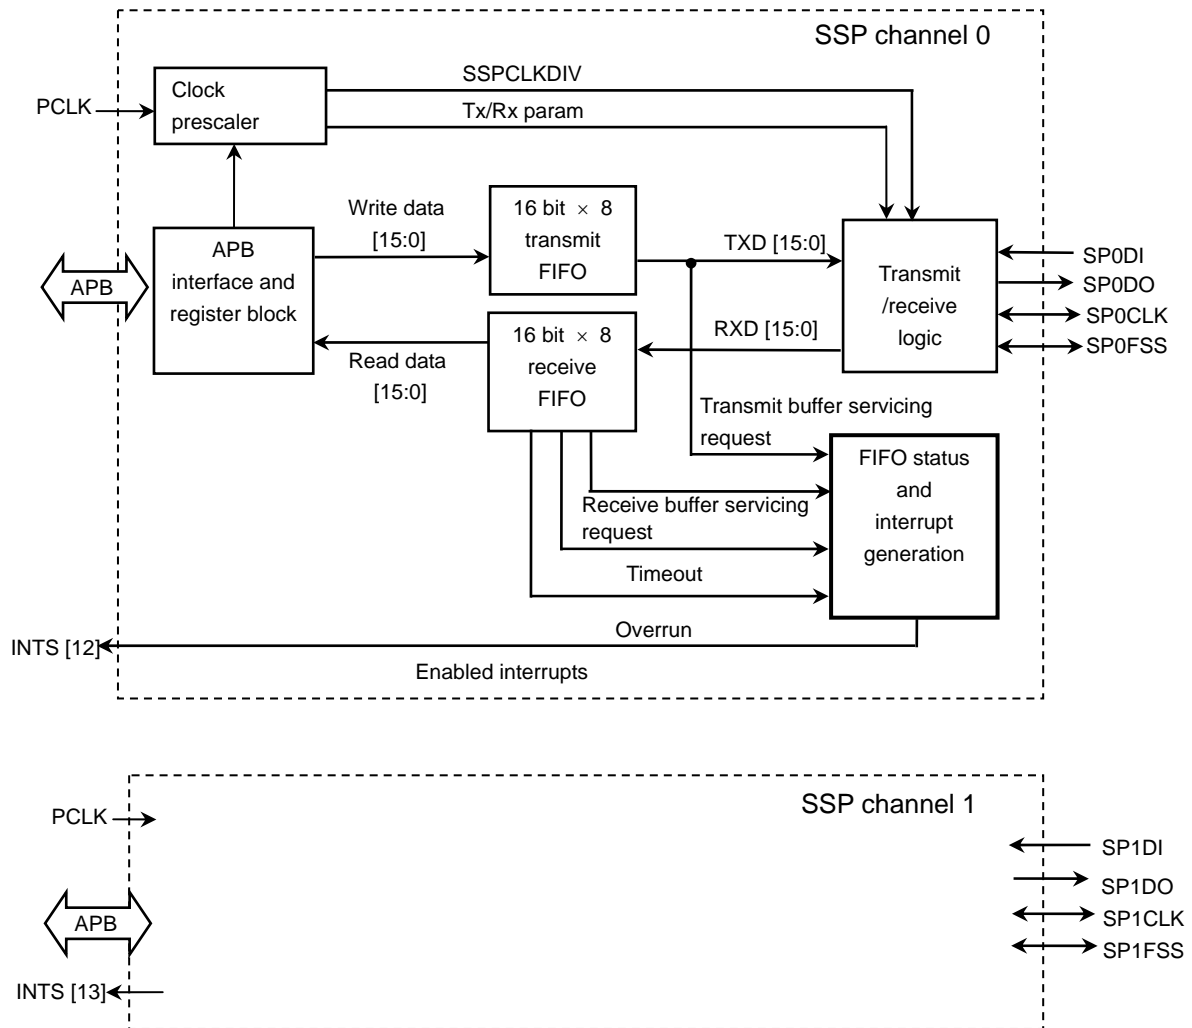 SSP channel 0
SSPCLKDIV
PCLK
Clock
prescaler
Tx/Rx param
Write data
[15:0]
16 bit × 8
transmit
FIFO
TXD [15:0]
APB
APB
interface and
register block
Transmit
/receive
logic
SP0DI
SP0DO
SP0CLK
SP0FSS
RXD [15:0]
16 bit × 8
receive
FIFO
Read data
[15:0]
Transmit buffer servicing
request
FIFO status
and
interrupt
generation
Receive buffer servicing
request
Timeout
Overrun
INTS [12]
Enabled interrupts
SSP channel 1
PCLK
SP1DI
SP1DO
APB
SP1CLK
SP1FSS
INTS [13]